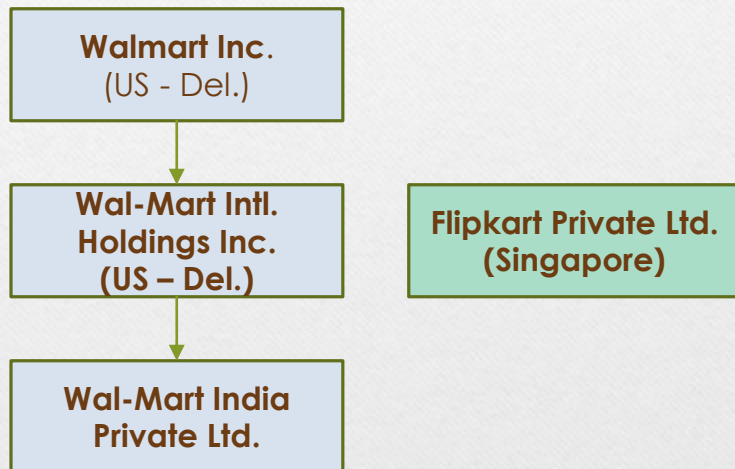 Walmart Inc.
(US - Del.)
Wal-Mart Intl.
Holdings Inc.
(US – Del.)
Flipkart Private Ltd.
(Singapore)
Wal-Mart India
Private Ltd.